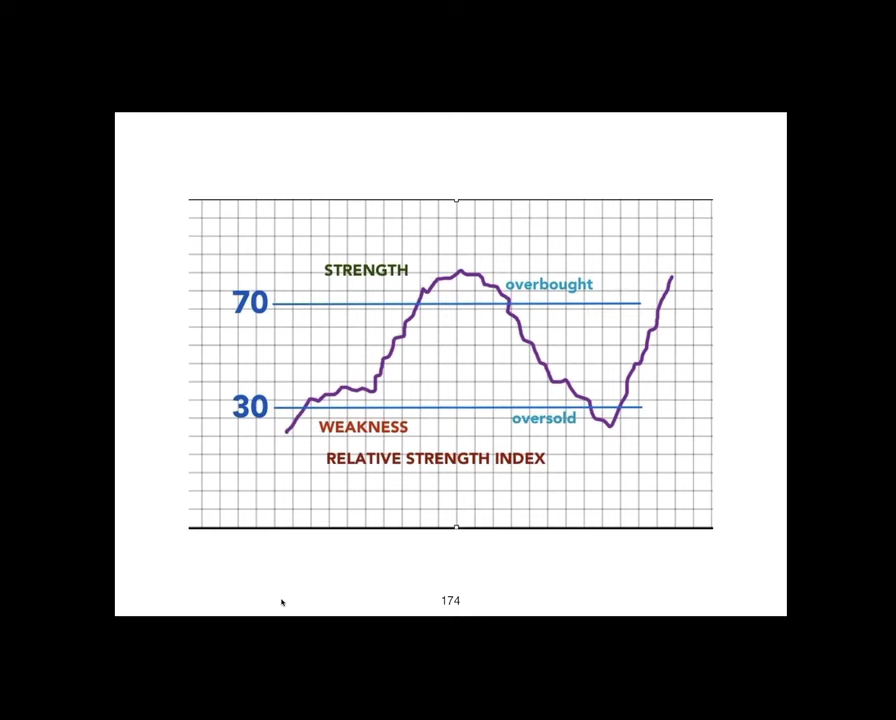 STRENGTH
overbought
70
30
oversold
WEAKNESS
RELATIVE STRENGTH INDEX
174